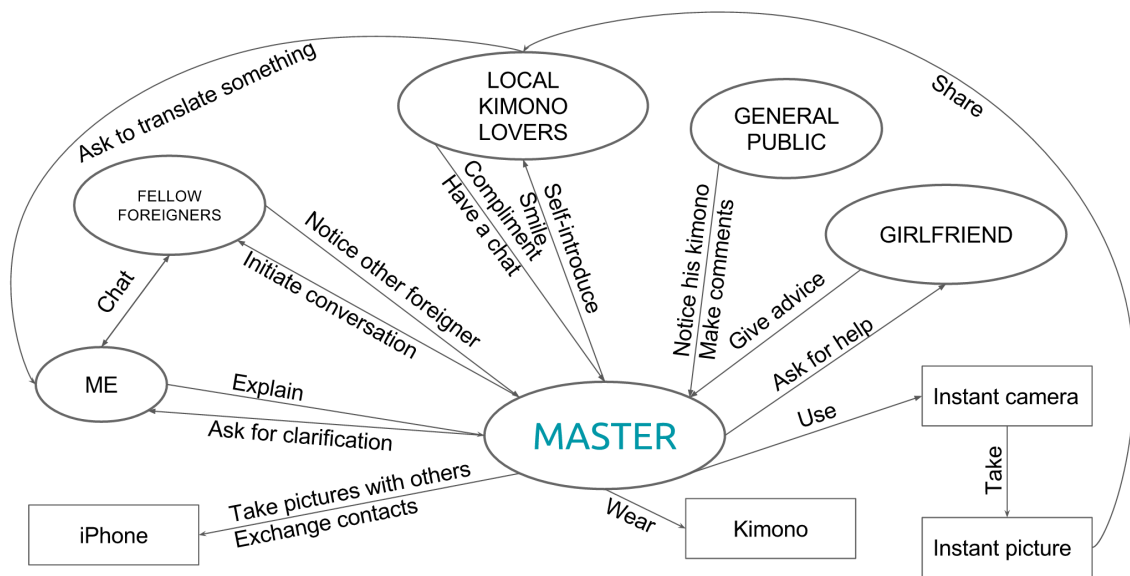 Ask to translate something
LOCAL
KIMONO
LOVERS
Share
GENERAL
PUBLIC
FELLOW
FOREIGNERS
Compliment
Have a chat
Self-introduce
Smile
Notice his kimono
Make comments
GIRLFRIEND
Notice other foreigner
Initiate conversation
Chat
Give advice
Ask for help
ME
Explain
Ask for clarification
MASTER
Use
Instant camera
Take
Take pictures with others
Exchange contacts
Wear
iPhone
Kimono
Instant picture